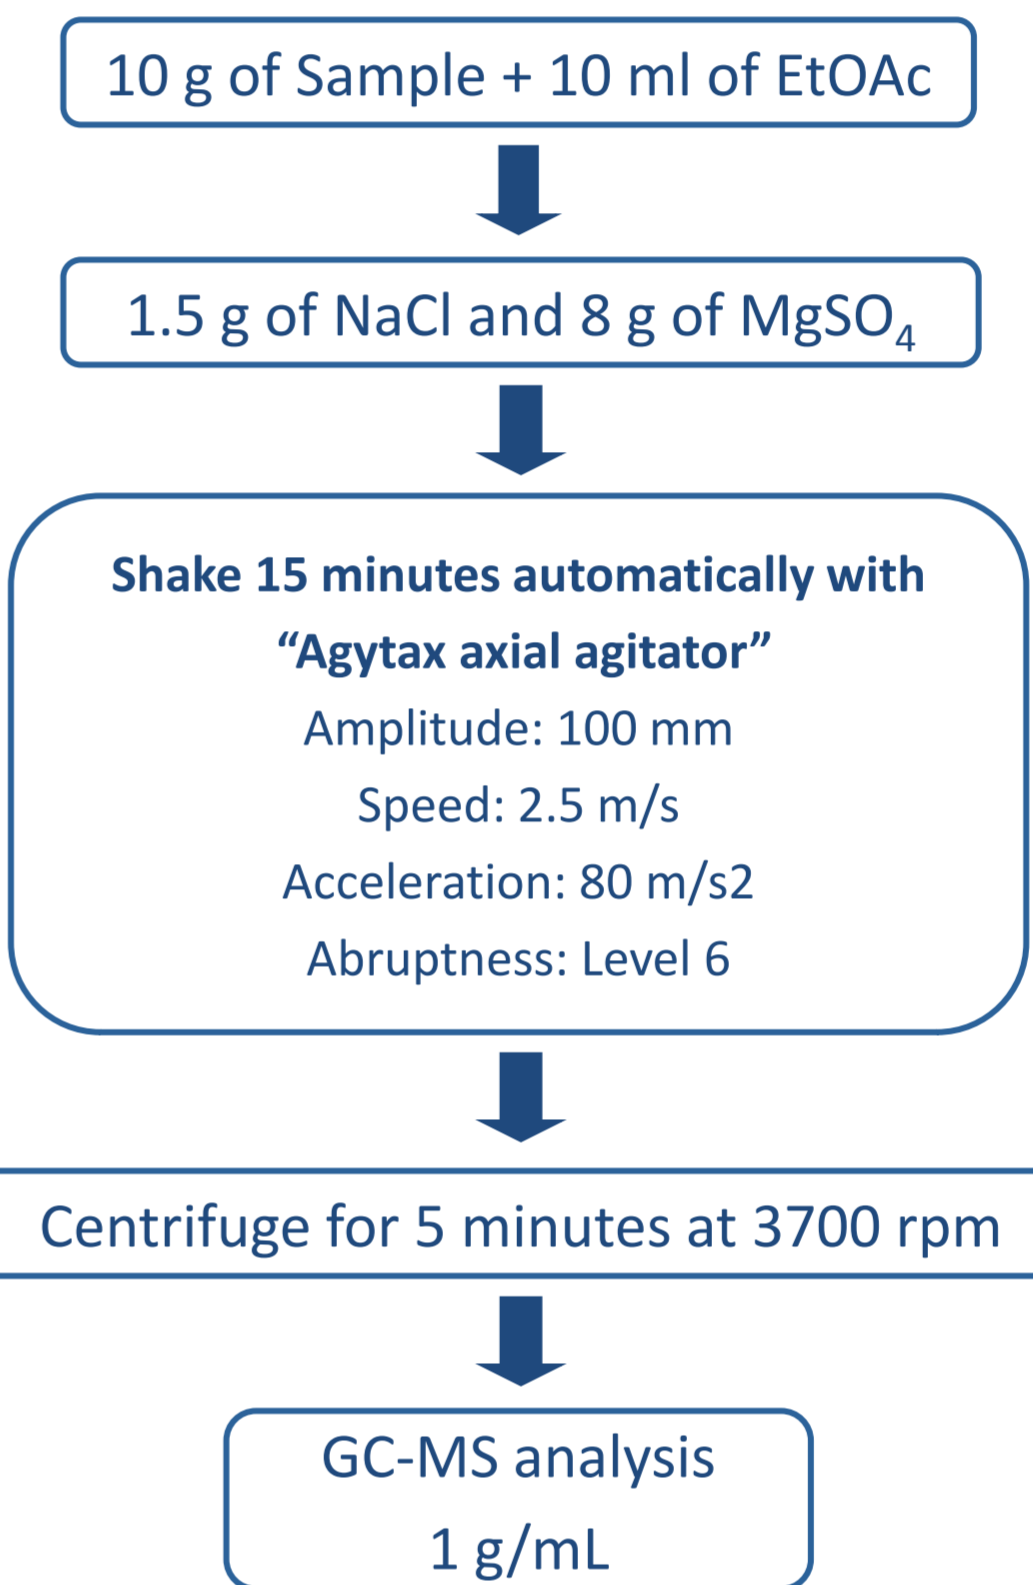 10 g of Sample + 10 ml of EtOAc
1.5 g of NaCl and 8 g of MgSO₄
Shake 15 minutes automatically with
“Agytax axial agitator”
Amplitude: 100 mm
Speed: 2.5 m/s
Acceleration: 80 m/s2
Abruptness: Level 6
Centrifuge for 5 minutes at 3700 rpm
GC-MS analysis
1 g/mL